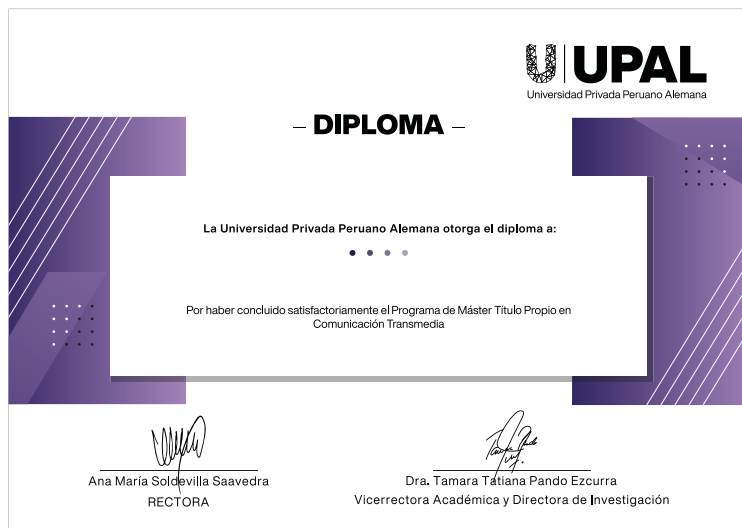 UPAL
Universidad Privada Peruano Alemana
– DIPLOMA –
La Universidad Privada Peruano Alemana otorga el diploma a:
Por haber concluido satisfactoriamente el Programa de Máster Título Propio en
Comunicación Transmedia
Ana María Soldevilla Saavedra
RECTORA
Dra. Tamara Tatiana Pando Ezcurra
Vicerrectora Académica y Directora de Investigación